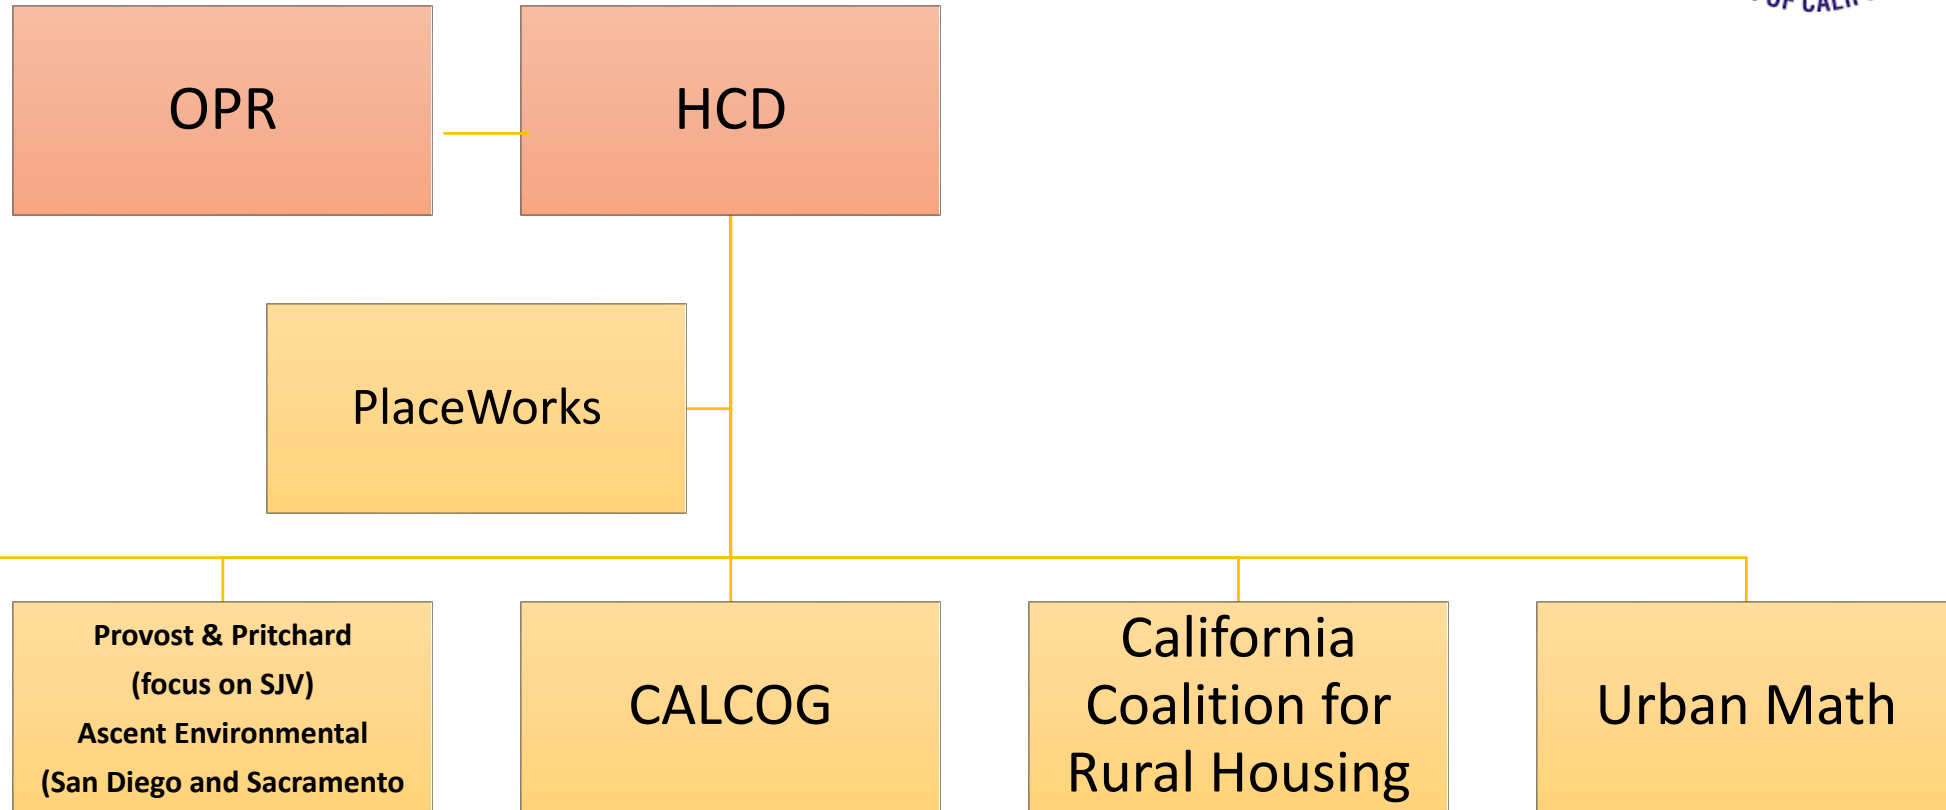 OF
OPR
HCD
PlaceWorks
Provost & Pritchard
(focus on SJV)
Ascent Environmental
(San Diego and Sacramento
CALCOG
California
Coalition for
Rural Housing
Urban Math